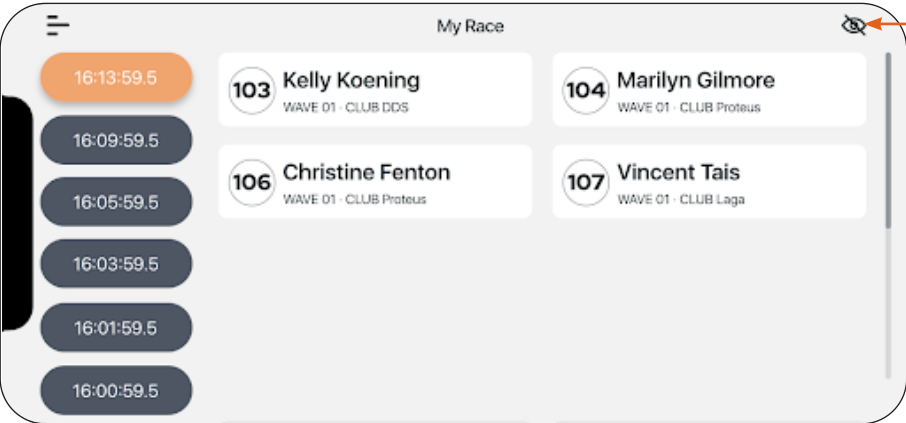 My Race
16:13:59.5
16:09:59.5
16:05:59.5
16:03:59.5
16:01:59.5
16:00:59.5
103 Kelly Koening
WAVE 01 · CLUB DDS
104 Marilyn Gilmore
WAVE 01 · CLUB Proteus
106 Christine Fenton
WAVE 01 · CLUB Proteus
107 Vincent Tais
WAVE 01 · CLUB Laga